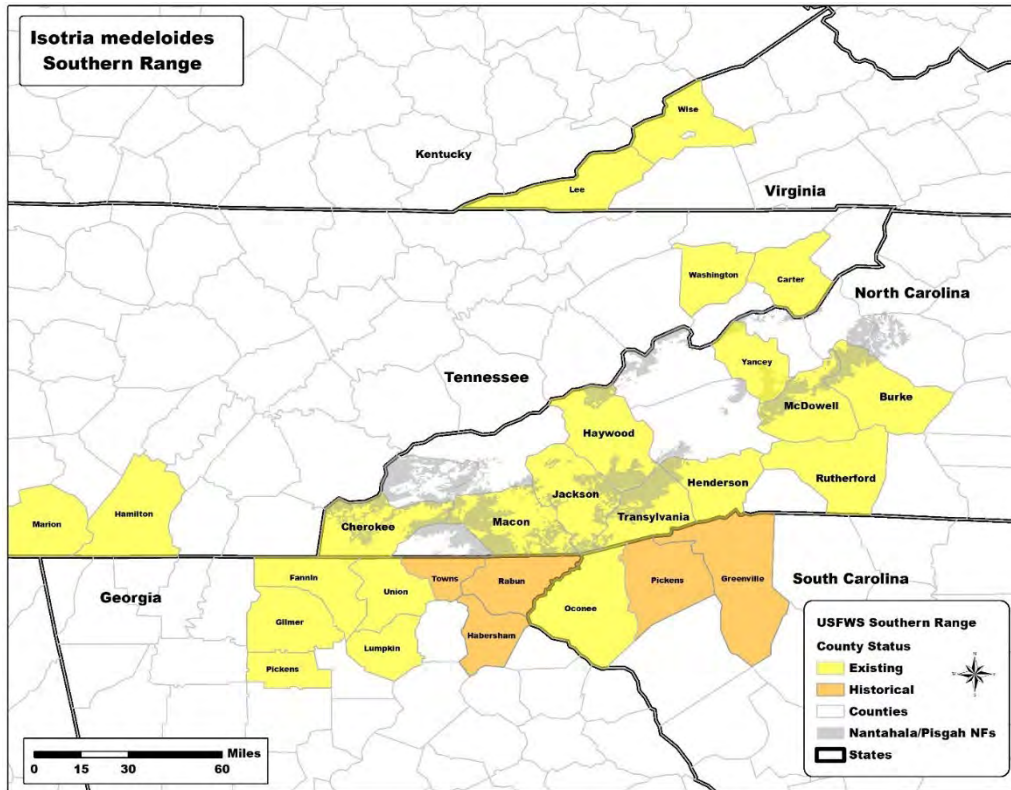 Isotria medeloides
Southern Range
Wise
Kentucky
Lee
Virginia
Washington
Carter
North Carolina
Yancey
Tennessee
McDowell
Burke
Haywood
Jackson
Henderson
Rutherford
Marion
Hamilton
Cherokee
Macon
Transylvania
Fannin
Towns
Rabun
Pickens
Greenville
South Carolina
Georgia
Union
Oconee
Gilmer
Habersham
Lumpkin
Pickens
USFWS Southern Range
County Status
Existing
Historical
Counties
Nantahala/Pisgah NFs
States
N
Miles
0 15 30 60